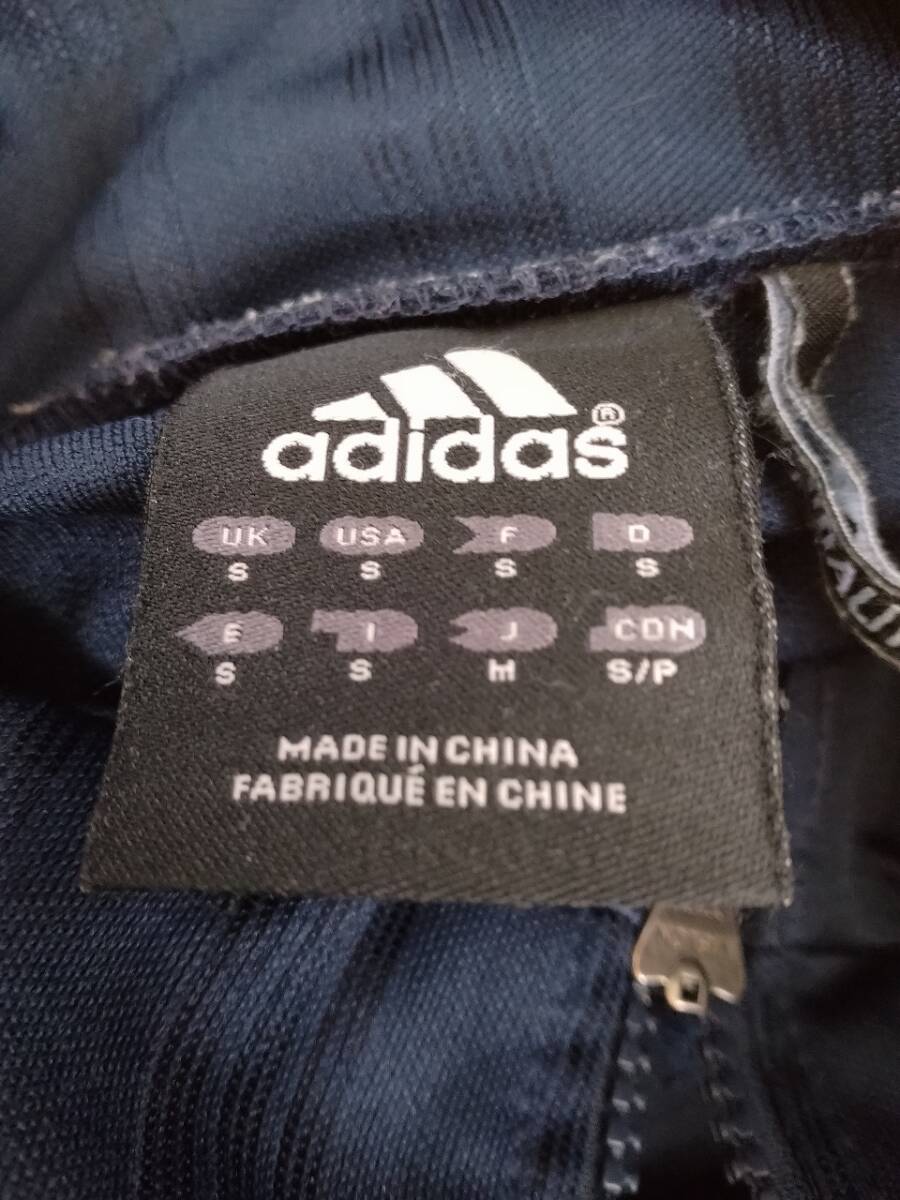 adidas®
UK USA F D
S S S S
E I J CDN
S S M S/P
MADE IN CHINA
FABRIQUÉ EN CHINE